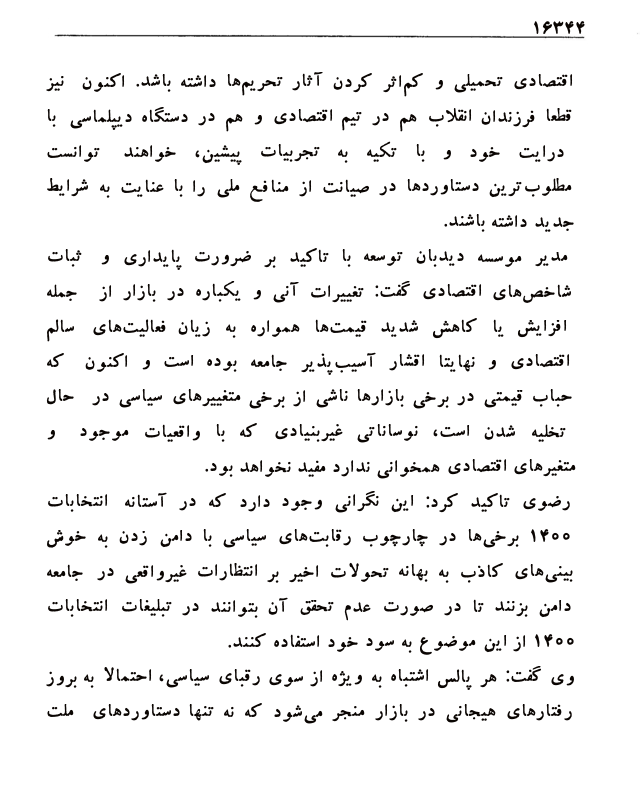 ۱۶۳۴۴
اقتصادی تحمیلی و کم‌اثر کردن آثار تحریم‌ها داشته باشد. اکنون نیز
قطعا فرزندان انقلاب هم در تیم اقتصادی و هم در دستگاه دیپلماسی با
درایت خود و با تکیه به تجربیات پیشین، خواهند توانست
مطلوب‌ترین دستاوردها در صیانت از منافع ملی را با عنایت به شرایط
جدید داشته باشند.
مدیر موسسه دیدبان توسعه با تاکید بر ضرورت پایداری و ثبات
شاخص‌های اقتصادی گفت: تغییرات آنی و یکباره در بازار از جمله
افزایش یا کاهش شدید قیمت‌ها همواره به زیان فعالیت‌های سالم
اقتصادی و نهایتا اقشار آسیب‌پذیر جامعه بوده است و اکنون که
حباب قیمتی در برخی بازارها ناشی از برخی متغییرهای سیاسی در حال
تخلیه شدن است، نوساناتی غیربنیادی که با واقعیات موجود و
متغیرهای اقتصادی همخوانی ندارد مفید نخواهد بود.
رضوی تاکید کرد: این نگرانی وجود دارد که در آستانه انتخابات
۱۴۰۰ برخی‌ها در چارچوب رقابت‌های سیاسی با دامن زدن به خوش
بینی‌های کاذب به بهانه تحولات اخیر بر انتظارات غیرواقعی در جامعه
دامن بزنند تا در صورت عدم تحقق آن بتوانند در تبلیغات انتخابات
۱۴۰۰ از این موضوع به سود خود استفاده کنند.
وی گفت: هر پالس اشتباه به ویژه از سوی رقبای سیاسی، احتمالا به بروز
رفتارهای هیجانی در بازار منجر می‌شود که نه تنها دستاوردهای ملت